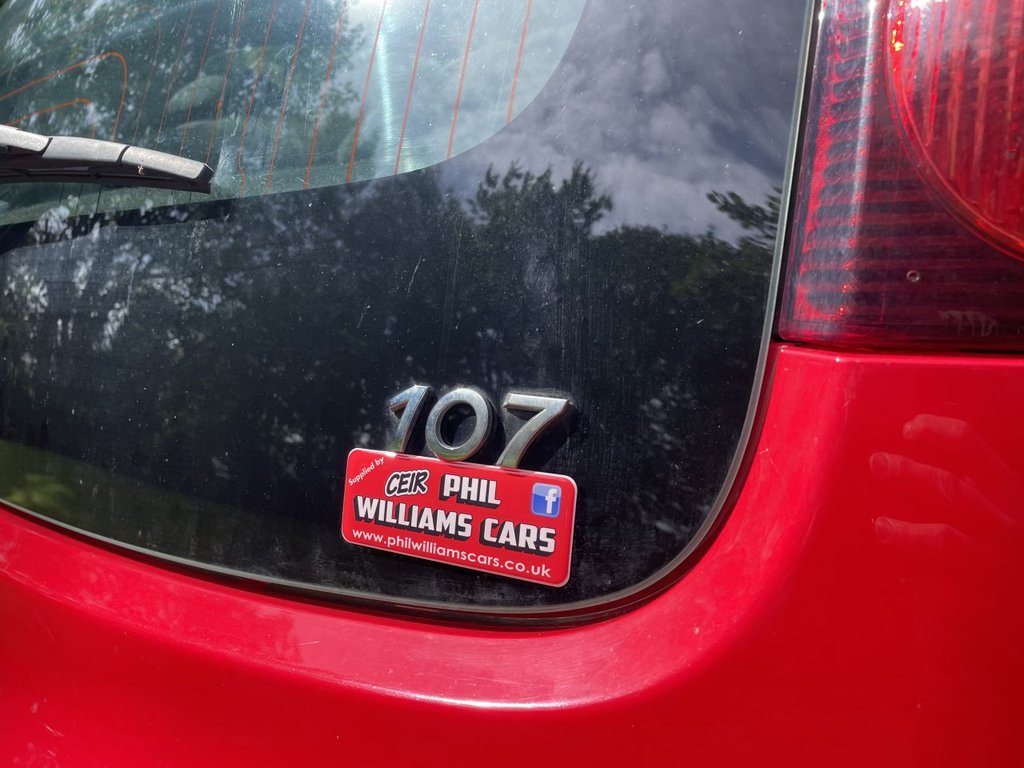 107
Supplied by
CEIR PHIL
WILLIAMS CARS
www.philwilliamscars.co.uk